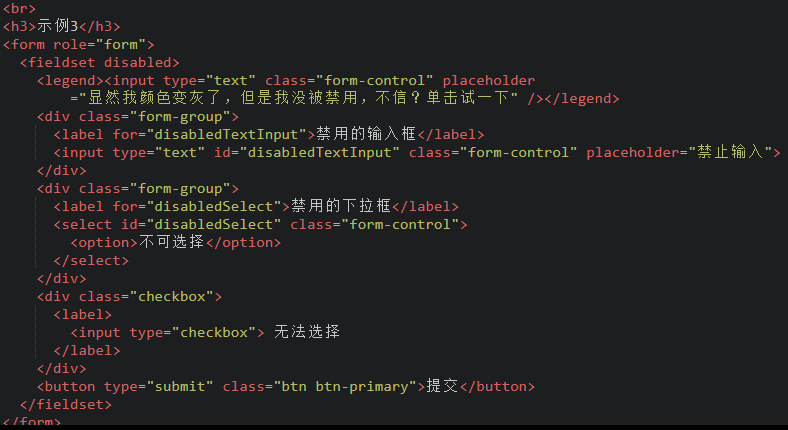 <br>
<h3>示例3</h3>
<form role="form">
<fieldset disabled>
<legend><input type="text" class="form-control" placeholder
="显然我颜色变灰了，但是我没被禁用，不信？单击试一下" /></legend>
<div class="form-group">
<label for="disabledTextInput">禁用的输入框</label>
<input type="text" id="disabledTextInput" class="form-control" placeholder="禁止输入">
</div>
<div class="form-group">
<label for="disabledSelect">禁用的下拉框</label>
<select id="disabledSelect" class="form-control">
<option>不可选择</option>
</select>
</div>
<div class="checkbox">
<label>
<input type="checkbox"> 无法选择
</label>
</div>
<button type="submit" class="btn btn-primary">提交</button>
</fieldset>
</form>